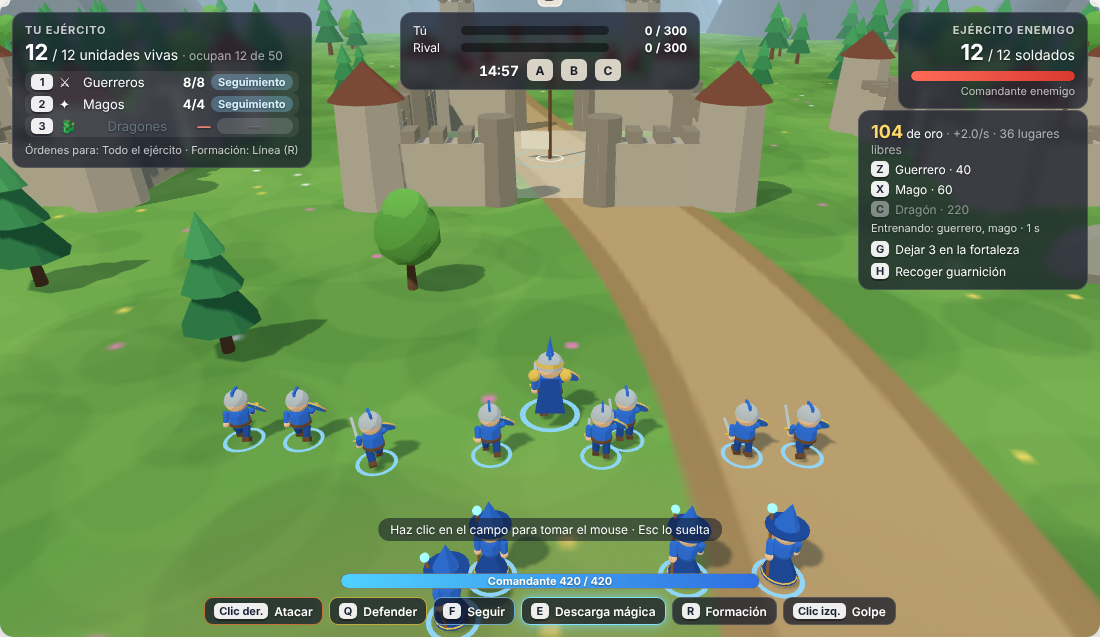 TU EJÉRCITO
12 / 12 unidades vivas · ocupan 12 de 50
1 Guerreros 8/8 Seguimiento
2 Magos 4/4 Seguimiento
3 Dragones — —
Órdenes para: Todo el ejército · Formación: Línea (R)
Tú 0 / 300
Rival 0 / 300
14:57 A B C
EJÉRCITO ENEMIGO
12 / 12 soldados
Comandante enemigo
104 de oro · +2.0/s · 36 lugares
libres
Z Guerrero · 40
X Mago · 60
C Dragón · 220
Entrenando: guerrero, mago · 1 s
G Dejar 3 en la fortaleza
H Recoger guarnición
Haz clic en el campo para tomar el mouse · Esc lo suelta
Comandante 420 / 420
Clic der. Atacar Q Defender F Seguir E Descarga mágica R Formación Clic izq. Golpe